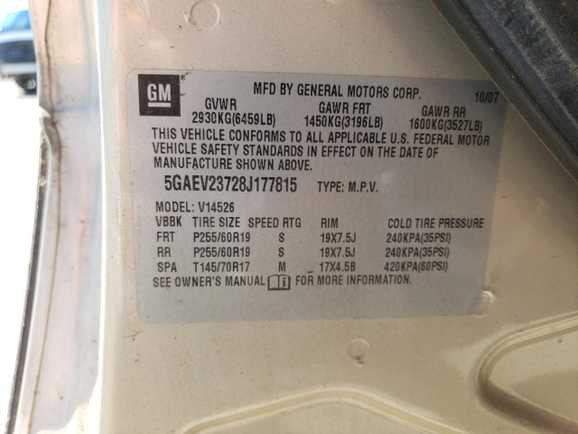 GM
MFD BY GENERAL MOTORS CORP. 10/07
GVWR GAWR FRT GAWR RR
2930KG(6459LB) 1450KG(3196LB) 1600KG(3527LB)
THIS VEHICLE CONFORMS TO ALL APPLICABLE U.S. FEDERAL MOTOR
VEHICLE SAFETY STANDARDS IN EFFECT ON THE DATE OF
MANUFACTURE SHOWN ABOVE.
5GAEV23728J177815 TYPE: M.P.V.
MODEL: V14526
VBBK TIRE SIZE SPEED RTG RIM COLD TIRE PRESSURE
FRT P255/60R19 S 19X7.5J 240KPA(35PSI)
RR P255/60R19 S 19X7.5J 240KPA(35PSI)
SPA T145/70R17 M 17X4.5B 420KPA(60PSI)
SEE OWNER'S MANUAL FOR MORE INFORMATION.